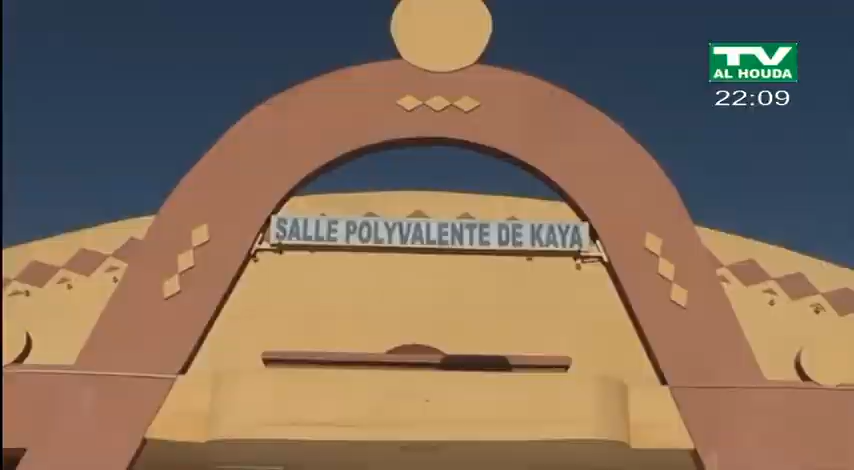 TV
AL HOUDA
22:09
SALLE POLYVALENTE DE KAYA